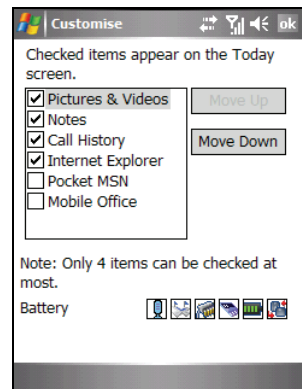 Customise ok
Checked items appear on the Today
screen.
Pictures & Videos
Move Up
Notes
Call History
Move Down
Internet Explorer
Pocket MSN
Mobile Office
Note: Only 4 items can be checked at
most.
Battery